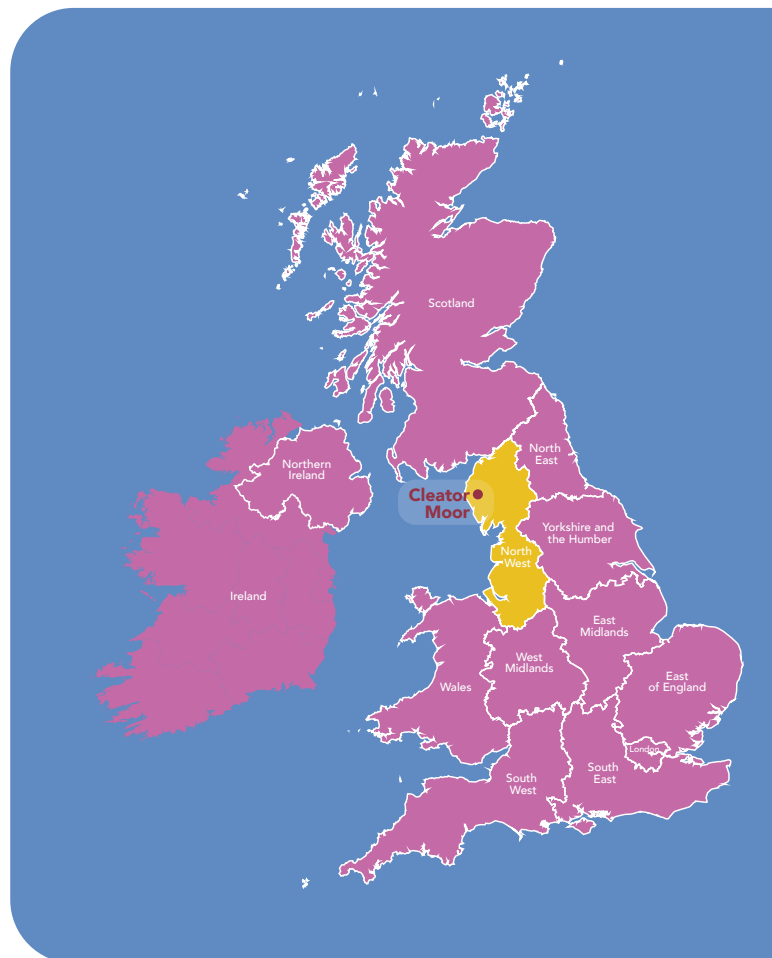 Scotland
North
East
Northern
Ireland
Cleator
Moor
Yorkshire and
the Humber
North
West
Ireland
East
Midlands
West
Midlands
East
of England
Wales
London
South
East
South
West